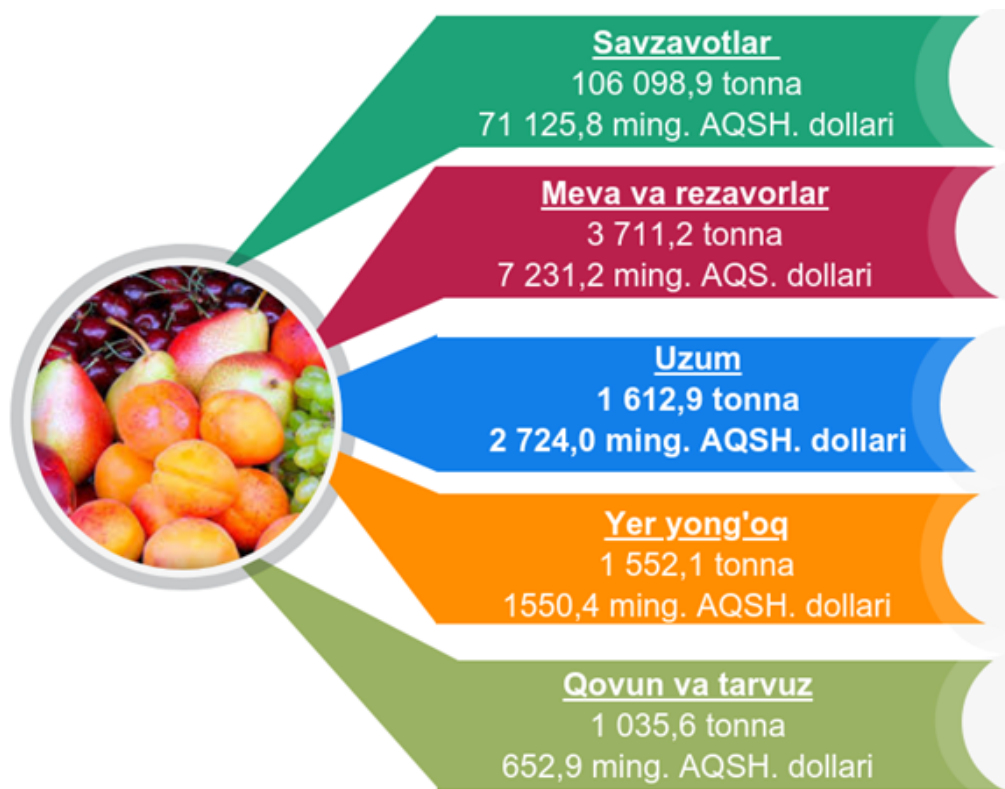 Savzavotlar
106 098,9 tonna
71 125,8 ming. AQSH. dollari
Meva va rezavorlar
3 711,2 tonna
7 231,2 ming. AQS. dollari
Uzum
1 612,9 tonna
2 724,0 ming. AQSH. dollari
Yer yong'oq
1 552,1 tonna
1550,4 ming. AQSH. dollari
Qovun va tarvuz
1 035,6 tonna
652,9 ming. AQSH. dollari